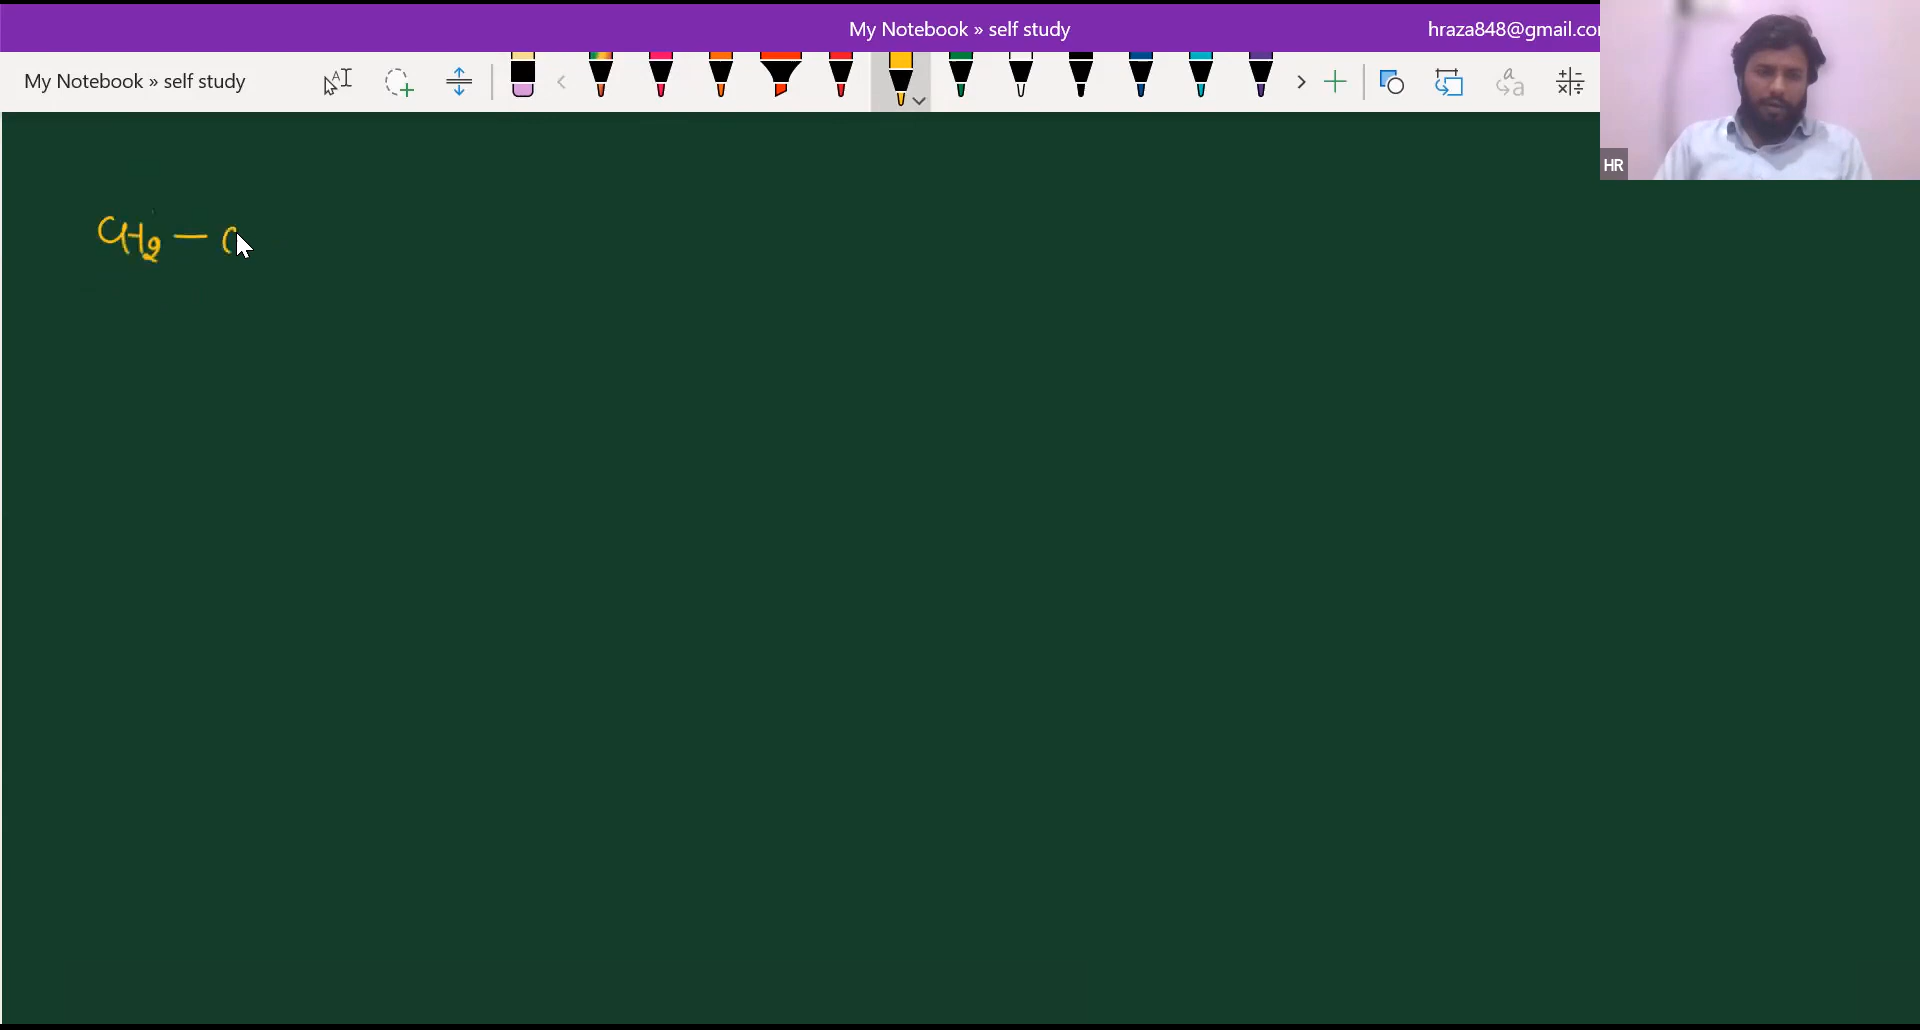 My Notebook » self study
hraza848@gmail.co
My Notebook » self study
HR
CH2 — C